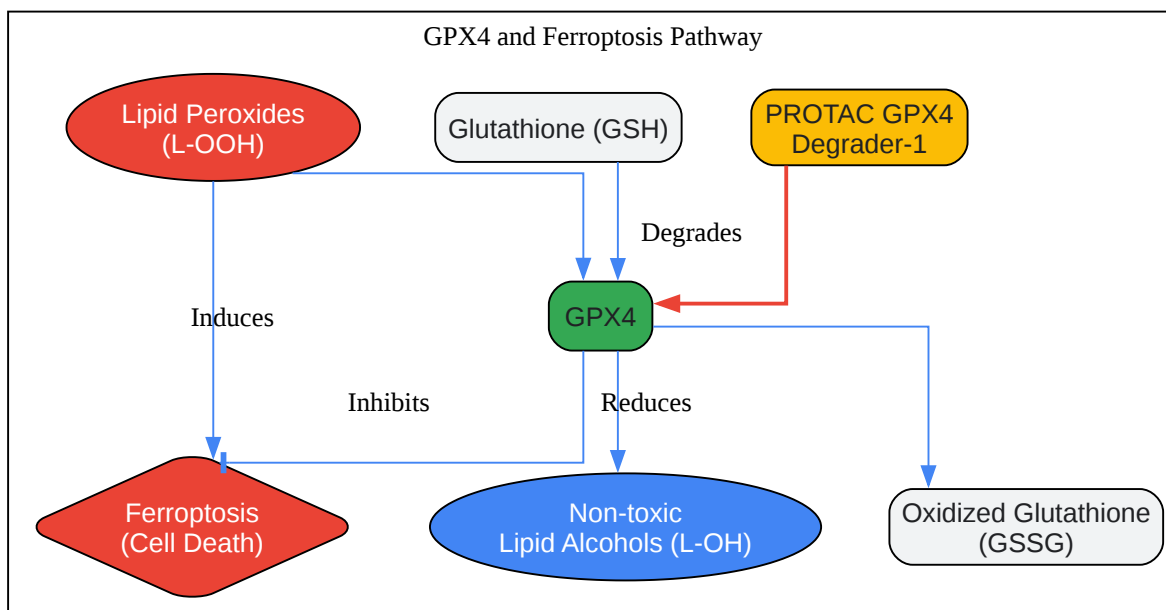 GPX4 and Ferroptosis Pathway
Lipid Peroxides
(L-OOH)
Glutathione (GSH)
PROTAC GPX4
Degrader-1
Degrades
Induces
GPX4
Inhibits
Reduces
Ferroptosis
(Cell Death)
Non-toxic
Lipid Alcohols (L-OH)
Oxidized Glutathione
(GSSG)